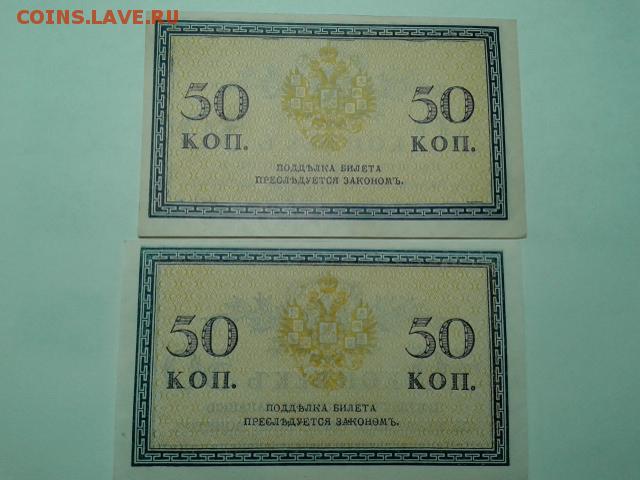 COINS.LAVE.RU
50 50
КОП. КОП.
ПОДДѢЛКА БИЛЕТА
ПРЕСЛѢДУЕТСЯ ЗАКОНОМЪ.
50 50
КОП. КОП.
ПОДДѢЛКА БИЛЕТА
ПРЕСЛѢДУЕТСЯ ЗАКОНОМЪ.